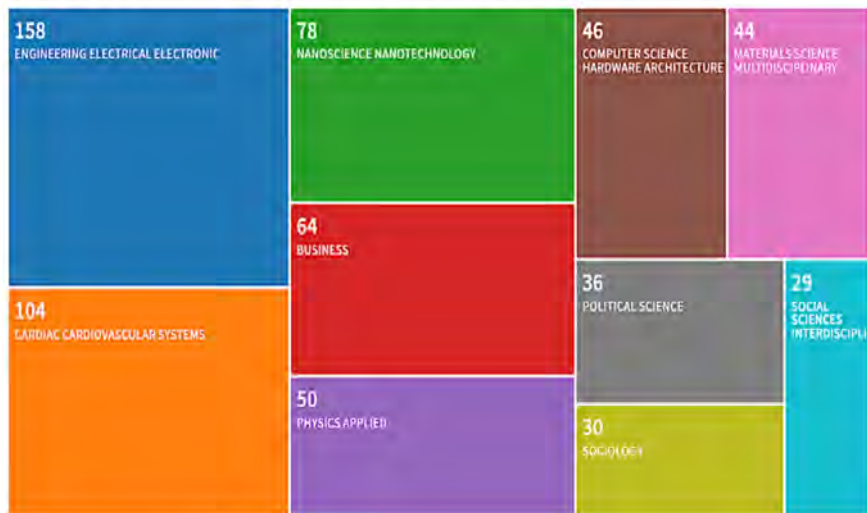 158
ENGINEERING ELECTRICAL ELECTRONIC
78
NANOSCIENCE NANOTECHNOLOGY
46
COMPUTER SCIENCE
HARDWARE ARCHITECTURE
44
MATERIALS SCIENCE
MULTIDISCIPLINARY
64
BUSINESS
36
POLITICAL SCIENCE
29
SOCIAL
SCIENCES
INTERDISCIPLI
104
CARDIAC CARDIOVASCULAR SYSTEMS
50
PHYSICS APPLIED
30
SOCIOLOGY